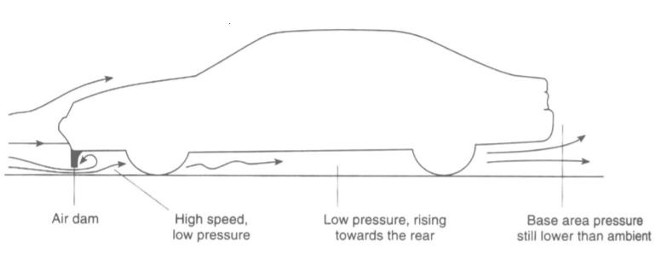 Air dam
High speed,
low pressure
Low pressure, rising
towards the rear
Base area pressure
still lower than ambient